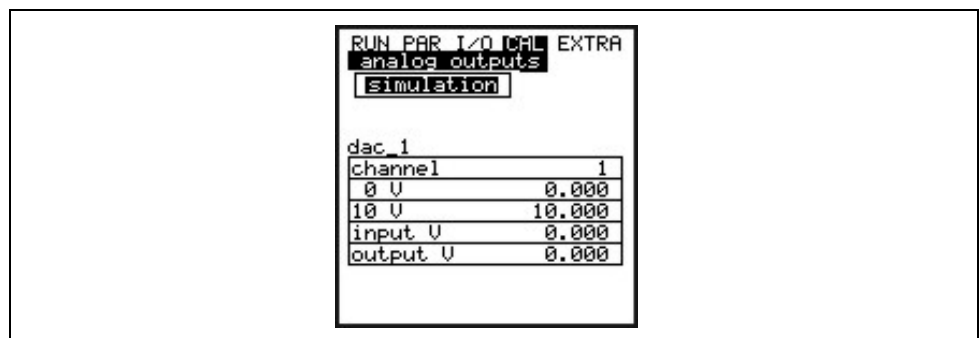 RUN PAR I/O CAL EXTRA
analog outputs
simulation
dac_1
channel 1
0 V 0.000
10 V 10.000
input V 0.000
output V 0.000